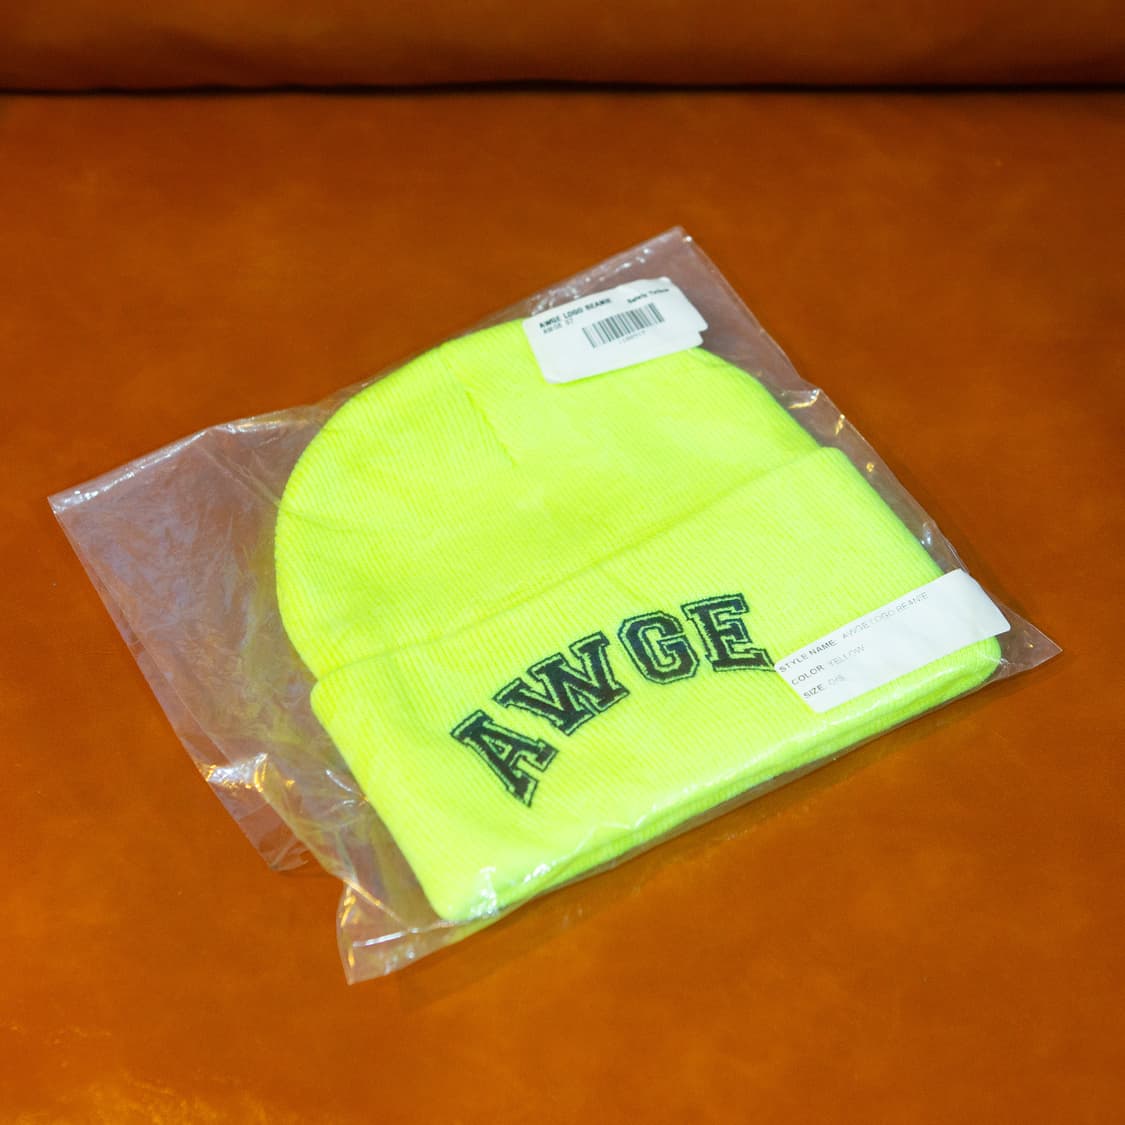 AWGE LOGO BEANIE Safety Yellow
AWGE
STYLE NAME AWGE LOGO BEANIE
COLOR YELLOW
SIZE O/S